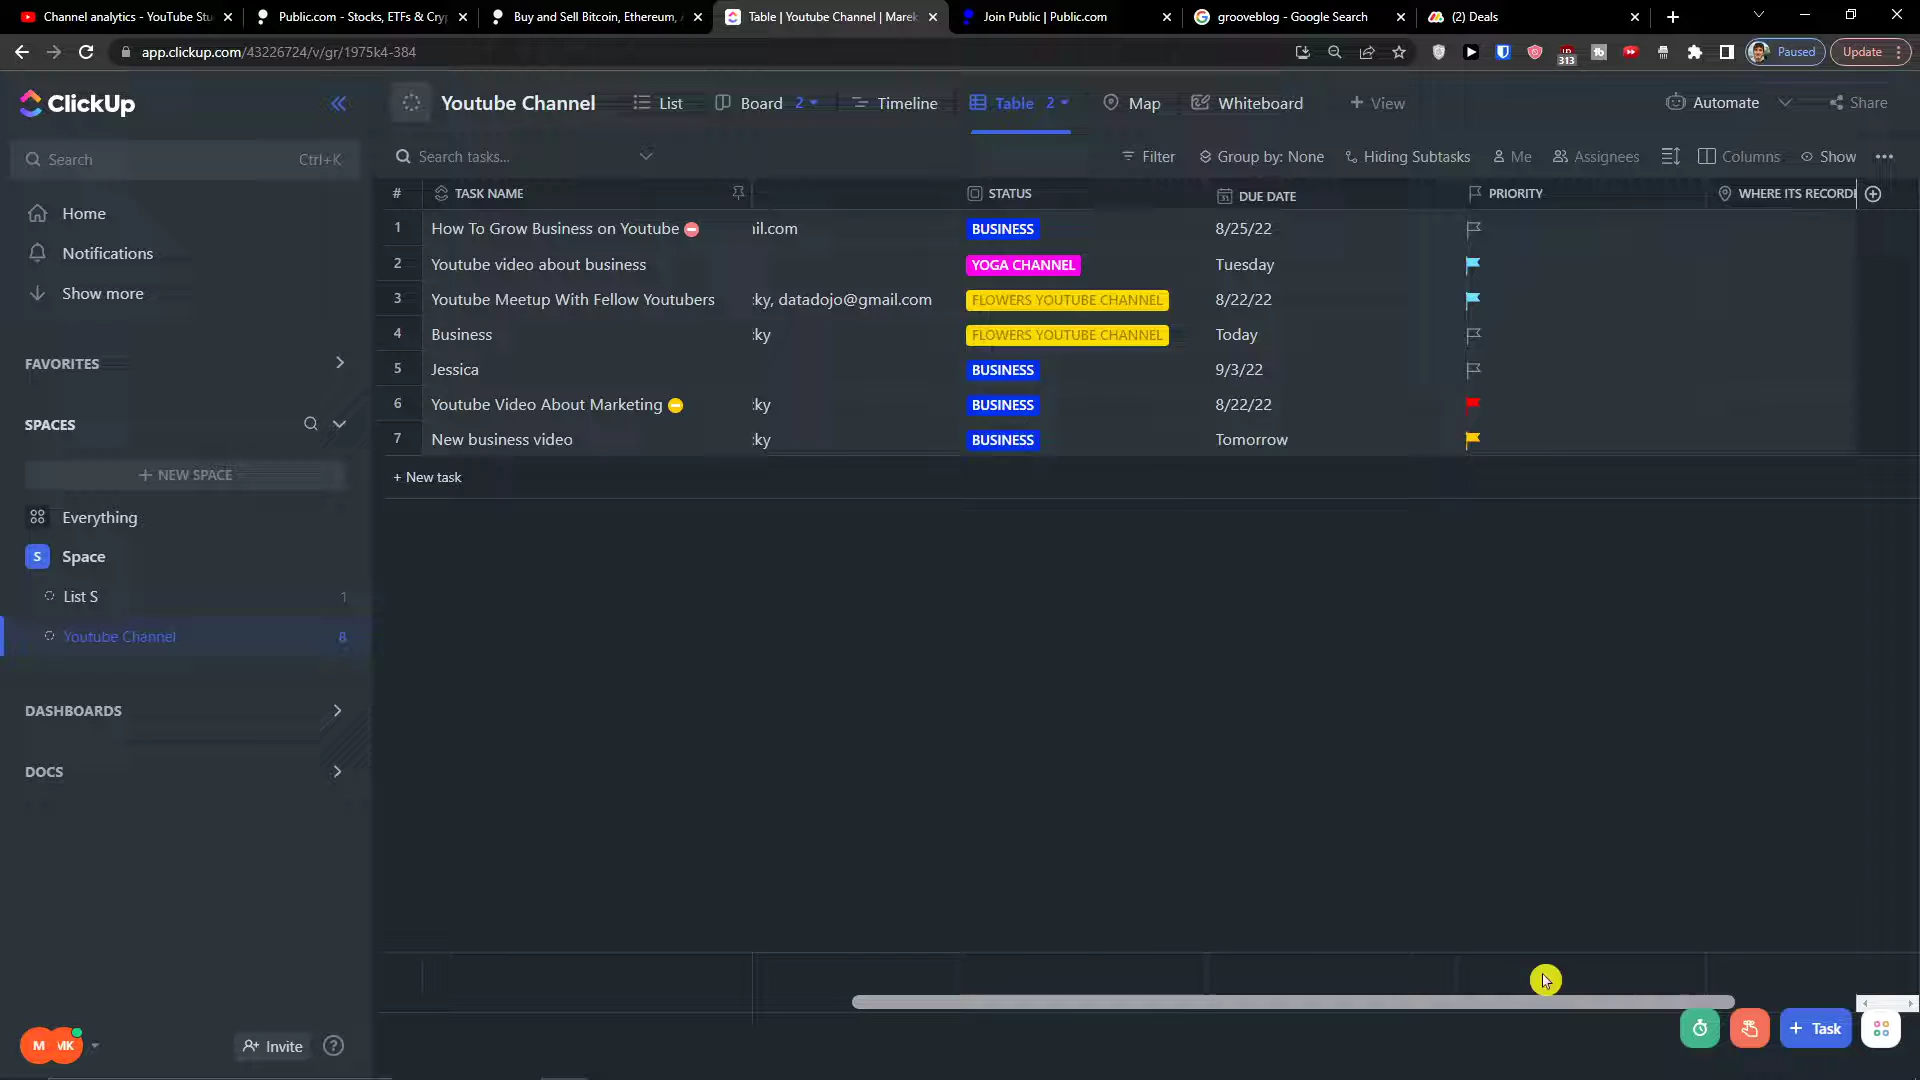 Channel analytics - YouTube Stu
Public.com - Stocks, ETFs & Cry
Buy and Sell Bitcoin, Ethereum,
Table | Youtube Channel | Marek
Join Public | Public.com
grooveblog - Google Search
(2) Deals
app.clickup.com/43226724/v/gr/1975k4-384
313
Paused
Update
ClickUp
Youtube Channel
List
Board 2
Timeline
Table 2
Map
Whiteboard
+ View
Automate
Share
Search Ctrl+K
Search tasks...
Filter
Group by: None
Hiding Subtasks
Me
Assignees
Columns
Show
Home
Notifications
Show more
FAVORITES
SPACES
+ NEW SPACE
Everything
S Space
List S 1
Youtube Channel 8
DASHBOARDS
DOCS
# TASK NAME STATUS DUE DATE PRIORITY WHERE ITS RECORDI
1 How To Grow Business on Youtube il.com BUSINESS 8/25/22
2 Youtube video about business YOGA CHANNEL Tuesday
3 Youtube Meetup With Fellow Youtubers ky, datadojo@gmail.com FLOWERS YOUTUBE CHANNEL 8/22/22
4 Business ky FLOWERS YOUTUBE CHANNEL Today
5 Jessica BUSINESS 9/3/22
6 Youtube Video About Marketing ky BUSINESS 8/22/22
7 New business video ky BUSINESS Tomorrow
+ New task
M MK
Invite
?
+ Task